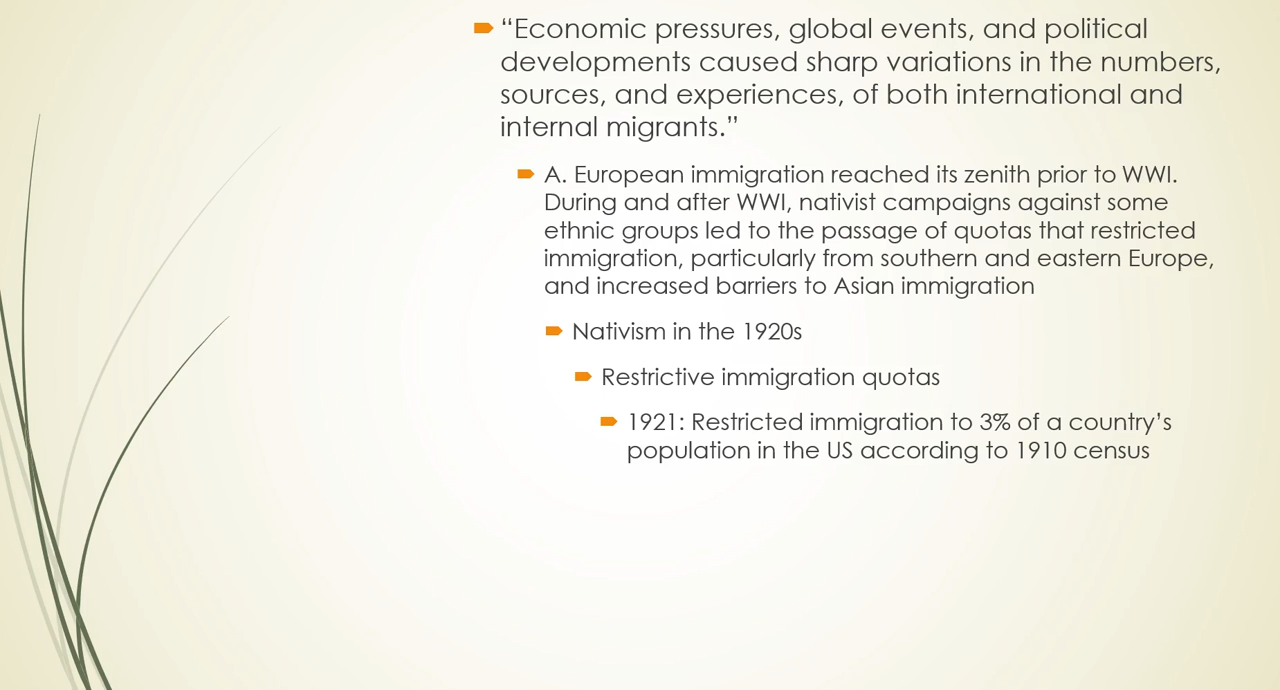 “Economic pressures, global events, and political
developments caused sharp variations in the numbers,
sources, and experiences, of both international and
internal migrants.”
A. European immigration reached its zenith prior to WWI.
During and after WWI, nativist campaigns against some
ethnic groups led to the passage of quotas that restricted
immigration, particularly from southern and eastern Europe,
and increased barriers to Asian immigration
Nativism in the 1920s
Restrictive immigration quotas
1921: Restricted immigration to 3% of a country’s
population in the US according to 1910 census